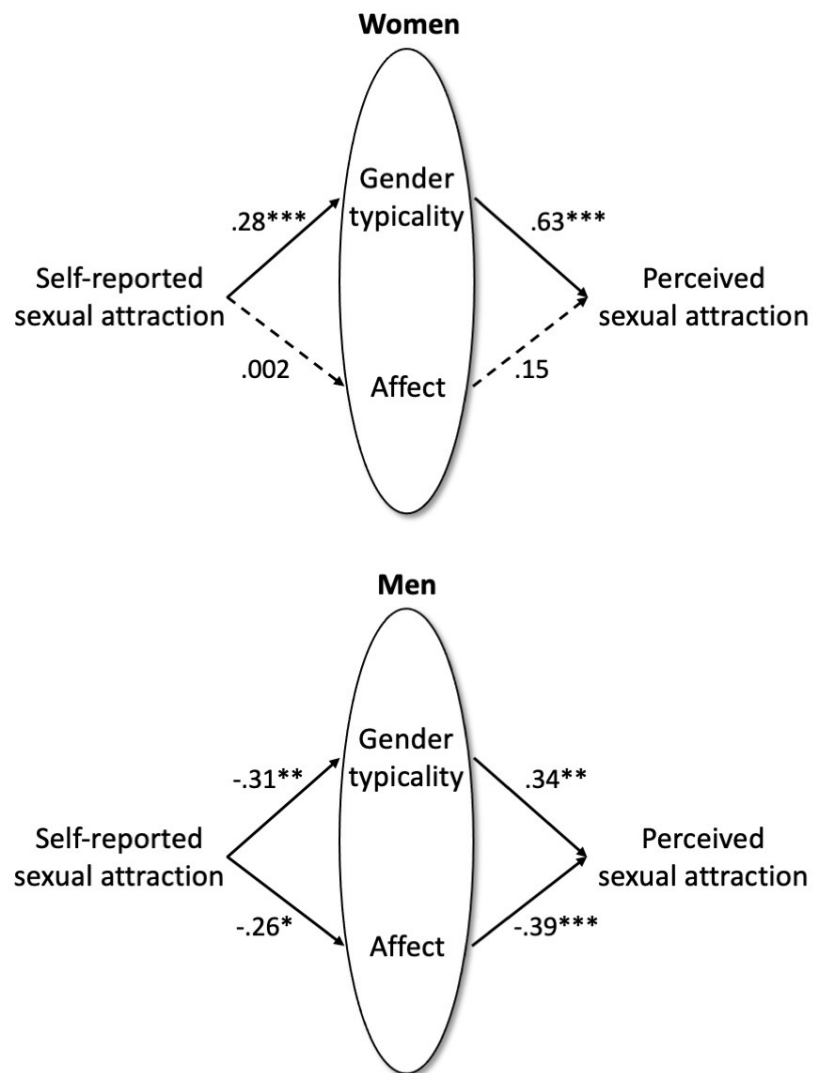 Women
Gender
typicality
.28***
.63***
Self-reported
sexual attraction
Perceived
sexual attraction
.002
Affect
.15
Men
Gender
typicality
-.31**
.34**
Self-reported
sexual attraction
Perceived
sexual attraction
-.26*
Affect
-.39***